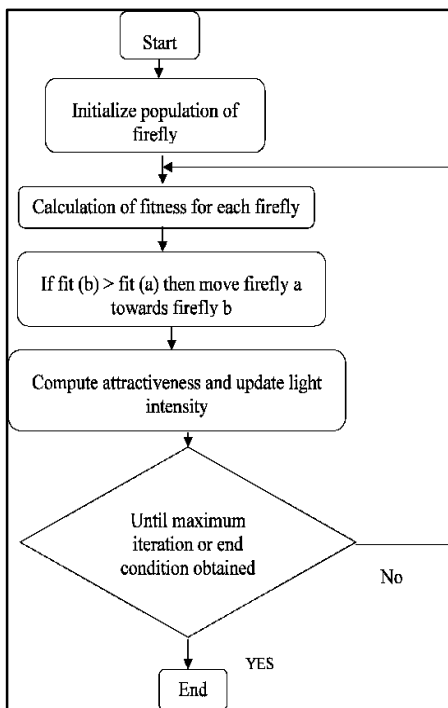 Start
Initialize population of
firefly
Calculation of fitness for each firefly
If fit (b) > fit (a) then move firefly a
towards firefly b
Compute attractiveness and update light
intensity
Until maximum
iteration or end
condition obtained
No
YES
End